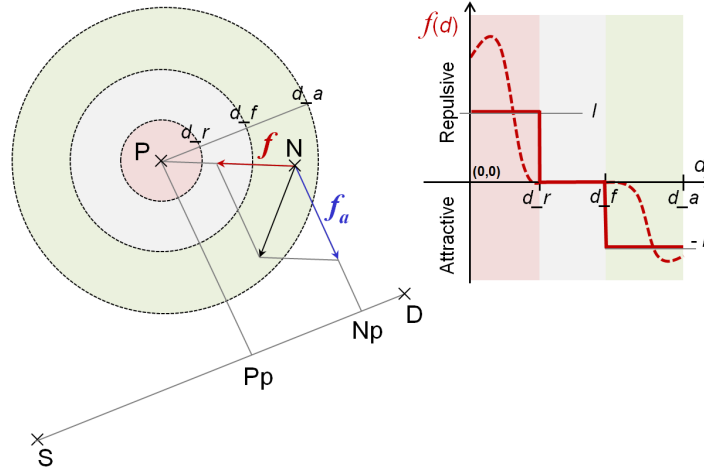 d_a
d_f
d_r
P
f
N
f_a
D
Np
Pp
S
f(d)
Repulsive
I
(0,0)
d
d_r
d_f
d_a
Attractive